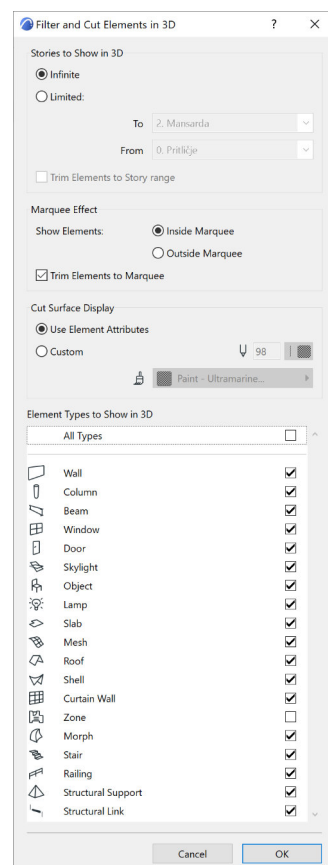 Filter and Cut Elements in 3D ? ×
Stories to Show in 3D
Infinite
Limited:
To 2. Mansarda
From 0. Pritličje
Trim Elements to Story range
Marquee Effect
Show Elements: Inside Marquee
Outside Marquee
Trim Elements to Marquee
Cut Surface Display
Use Element Attributes
Custom 98
Paint - Ultramarine...
Element Types to Show in 3D
All Types
Wall
Column
Beam
Window
Door
Skylight
Object
Lamp
Slab
Mesh
Roof
Shell
Curtain Wall
Zone
Morph
Stair
Railing
Structural Support
Structural Link
Cancel OK